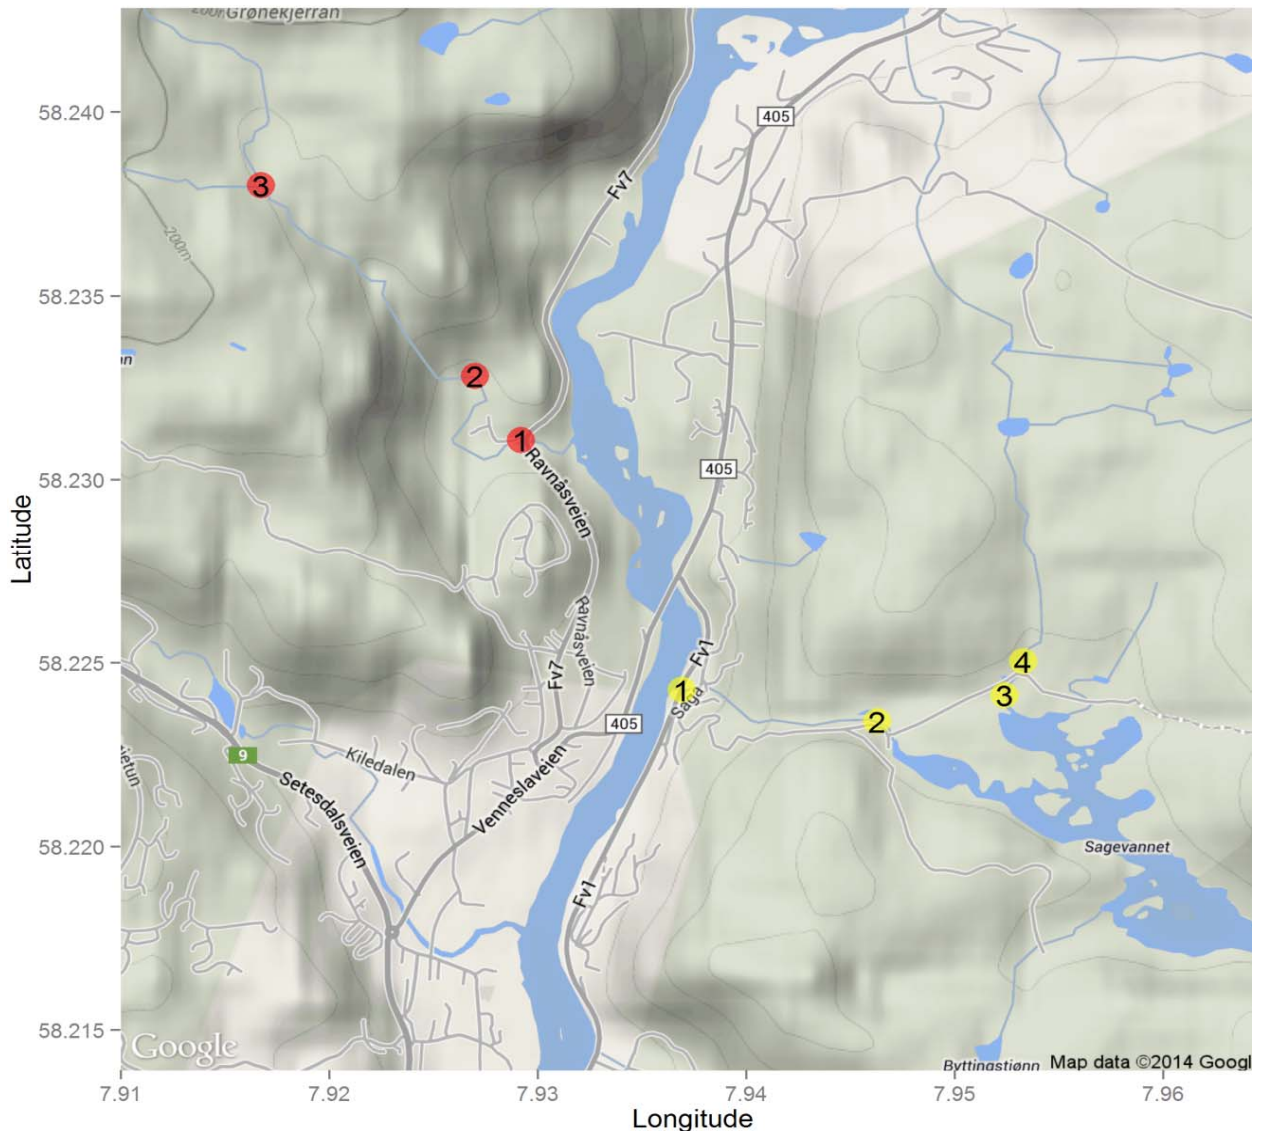 200m
Grønekjerran
58.240
405
3
Fv7
200m
58.235
2
58.230
1
Ravnåsveien
405
Latitude
Ravnåsveien
58.225
Fv7
Fv1
4
1
3
Saga
2
405
9
Kiledalen
Setesdalsveien
Venneslaveien
58.220
Sagevannet
Fv1
58.215
Google
Byttingstjønn
Map data ©2014 Googl
7.91
7.92
7.93
7.94
7.95
7.96
Longitude